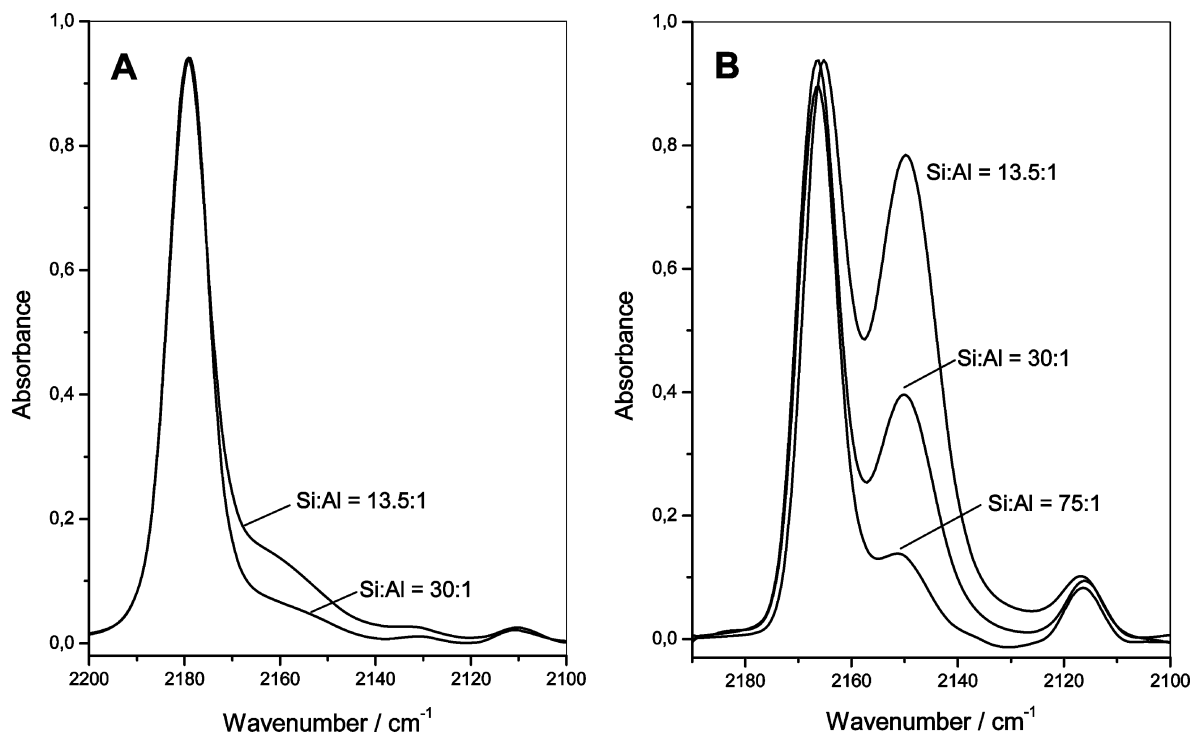 A
1,0
0,8
0,6
0,4
0,2
0,0
Absorbance
Si:Al = 13.5:1
Si:Al = 30:1
2200 2180 2160 2140 2120 2100
Wavenumber / cm-1
B
1,0
0,8
0,6
0,4
0,2
0,0
Absorbance
Si:Al = 13.5:1
Si:Al = 30:1
Si:Al = 75:1
2180 2160 2140 2120 2100
Wavenumber / cm-1